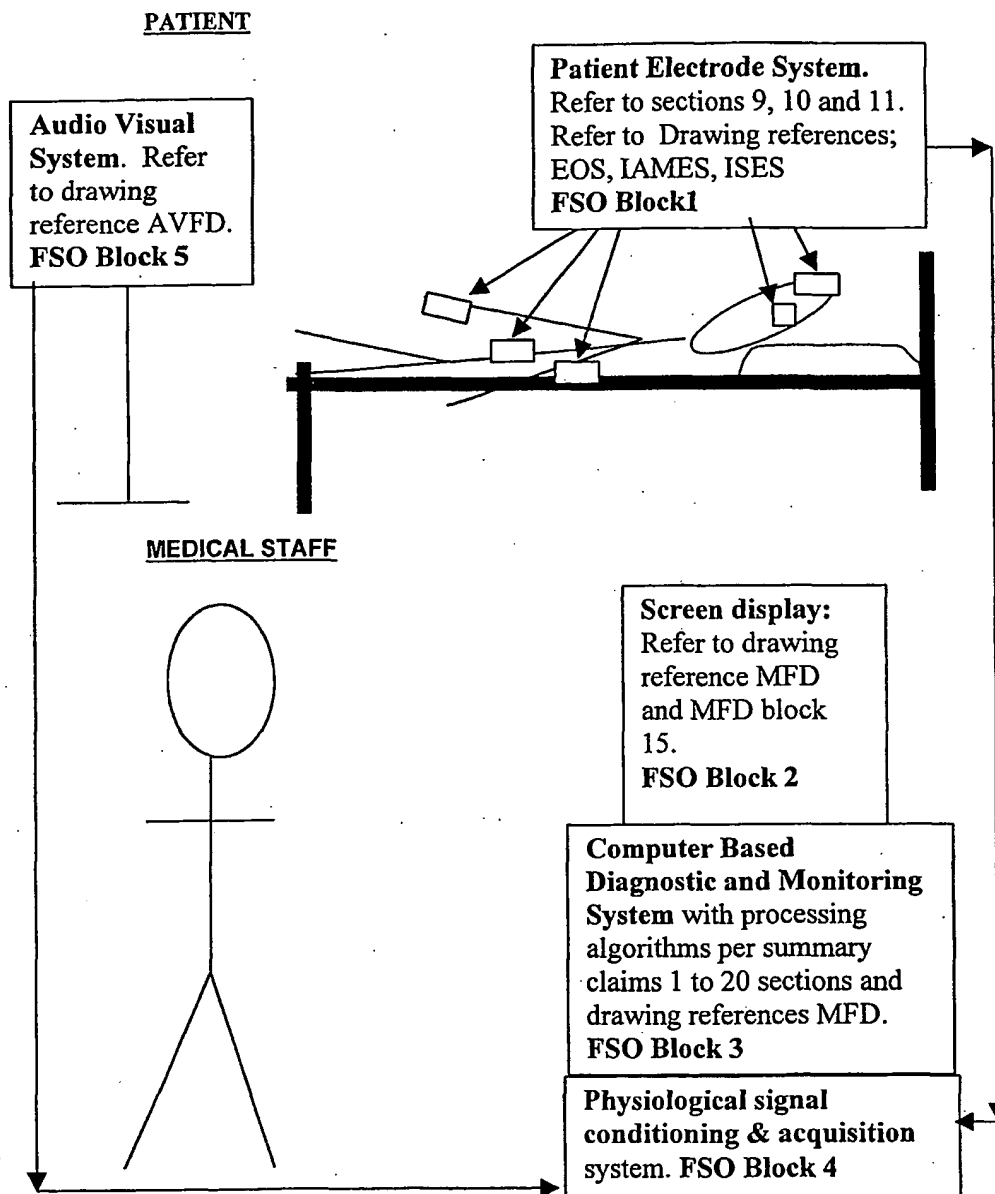 PATIENT
Patient Electrode System.
Refer to sections 9, 10 and 11.
Refer to Drawing references;
EOS, IAMES, ISES
FSO Block1
Audio Visual
System. Refer
to drawing
reference AVFD.
FSO Block 5
MEDICAL STAFF
Screen display:
Refer to drawing
reference MFD
and MFD block
15.
FSO Block 2
Computer Based
Diagnostic and Monitoring
System with processing
algorithms per summary
claims 1 to 20 sections and
drawing references MFD.
FSO Block 3
Physiological signal
conditioning & acquisition
system. FSO Block 4